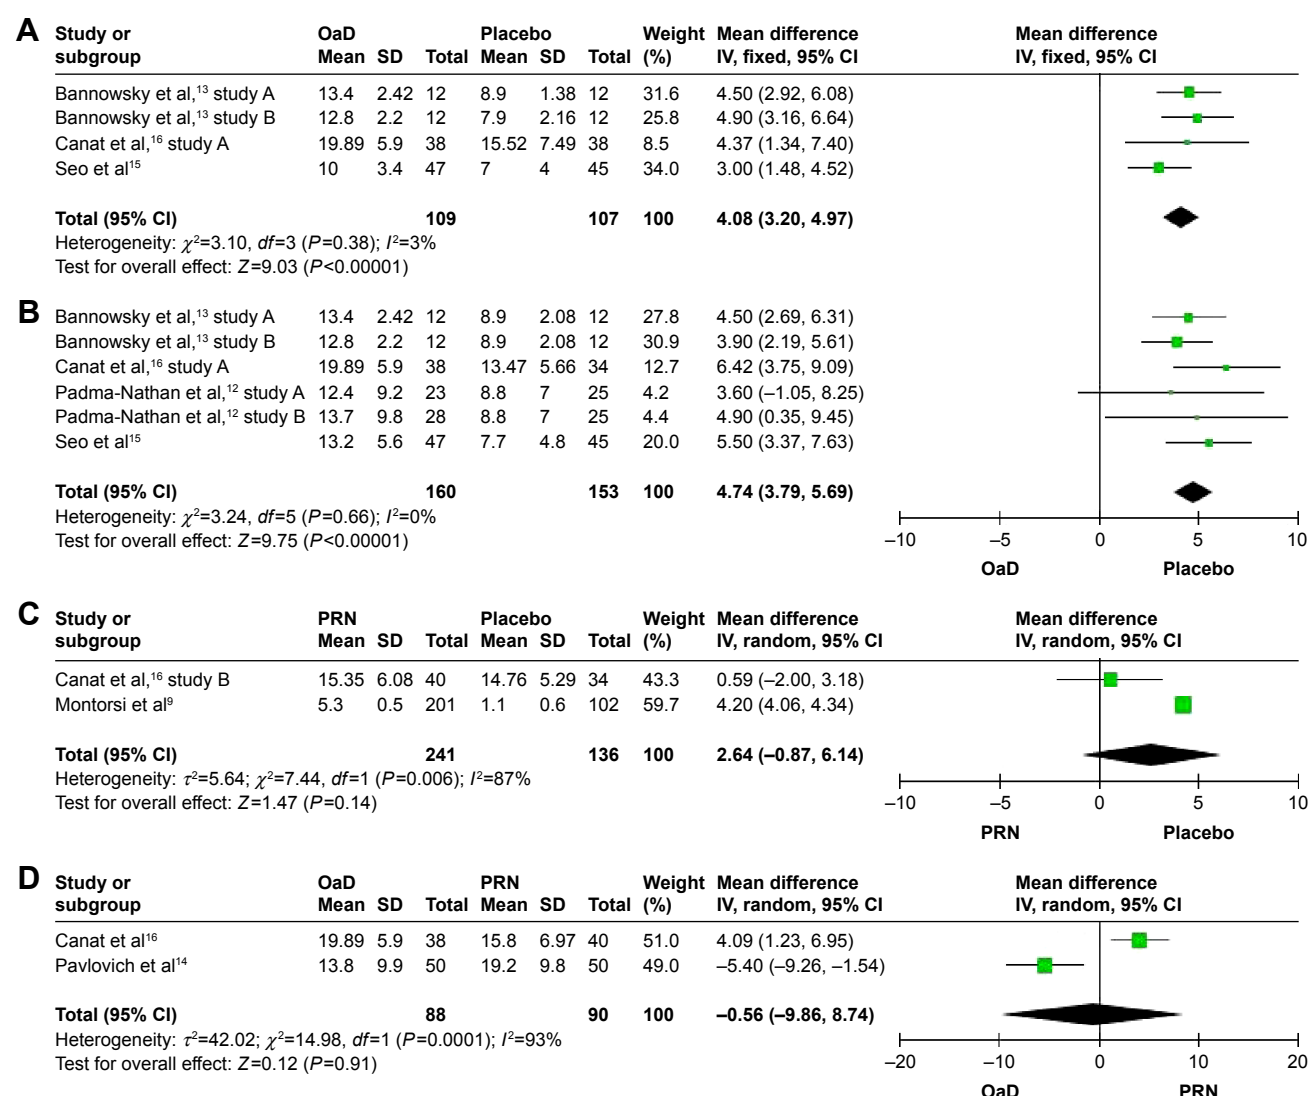 A
Study or OaD Placebo Weight Mean difference Mean difference
subgroup Mean SD Total Mean SD Total (%) IV, fixed, 95% CI IV, fixed, 95% CI
Bannowsky et al,¹³ study A 13.4 2.42 12 8.9 1.38 12 31.6 4.50 (2.92, 6.08)
Bannowsky et al,¹³ study B 12.8 2.2 12 7.9 2.16 12 25.8 4.90 (3.16, 6.64)
Canat et al,¹⁶ study A 19.89 5.9 38 15.52 7.49 38 8.5 4.37 (1.34, 7.40)
Seo et al¹⁵ 10 3.4 47 7 4 45 34.0 3.00 (1.48, 4.52)
Total (95% CI) 109 107 100 4.08 (3.20, 4.97)
Heterogeneity: χ²=3.10, df=3 (P=0.38); I²=3%
Test for overall effect: Z=9.03 (P<0.00001)
B
Bannowsky et al,¹³ study A 13.4 2.42 12 8.9 2.08 12 27.8 4.50 (2.69, 6.31)
Bannowsky et al,¹³ study B 12.8 2.2 12 8.9 2.08 12 30.9 3.90 (2.19, 5.61)
Canat et al,¹⁶ study A 19.89 5.9 38 13.47 5.66 34 12.7 6.42 (3.75, 9.09)
Padma-Nathan et al,¹² study A 12.4 9.2 23 8.8 7 25 4.2 3.60 (–1.05, 8.25)
Padma-Nathan et al,¹² study B 13.7 9.8 28 8.8 7 25 4.4 4.90 (0.35, 9.45)
Seo et al¹⁵ 13.2 5.6 47 7.7 4.8 45 20.0 5.50 (3.37, 7.63)
Total (95% CI) 160 153 100 4.74 (3.79, 5.69)
Heterogeneity: χ²=3.24, df=5 (P=0.66); I²=0%
Test for overall effect: Z=9.75 (P<0.00001)
–10 –5 0 5 10
OaD Placebo
C
Study or PRN Placebo Weight Mean difference Mean difference
subgroup Mean SD Total Mean SD Total (%) IV, random, 95% CI IV, random, 95% CI
Canat et al,¹⁶ study B 15.35 6.08 40 14.76 5.29 34 43.3 0.59 (–2.00, 3.18)
Montorsi et al⁹ 5.3 0.5 201 1.1 0.6 102 59.7 4.20 (4.06, 4.34)
Total (95% CI) 241 136 100 2.64 (–0.87, 6.14)
Heterogeneity: τ²=5.64; χ²=7.44, df=1 (P=0.006); I²=87%
Test for overall effect: Z=1.47 (P=0.14)
–10 –5 0 5 10
PRN Placebo
D
Study or OaD PRN Weight Mean difference Mean difference
subgroup Mean SD Total Mean SD Total (%) IV, random, 95% CI IV, random, 95% CI
Canat et al¹⁶ 19.89 5.9 38 15.8 6.97 40 51.0 4.09 (1.23, 6.95)
Pavlovich et al¹⁴ 13.8 9.9 50 19.2 9.8 50 49.0 –5.40 (–9.26, –1.54)
Total (95% CI) 88 90 100 –0.56 (–9.86, 8.74)
Heterogeneity: τ²=42.02; χ²=14.98, df=1 (P=0.0001); I²=93%
Test for overall effect: Z=0.12 (P=0.91)
–20 –10 0 10 20
OaD PRN